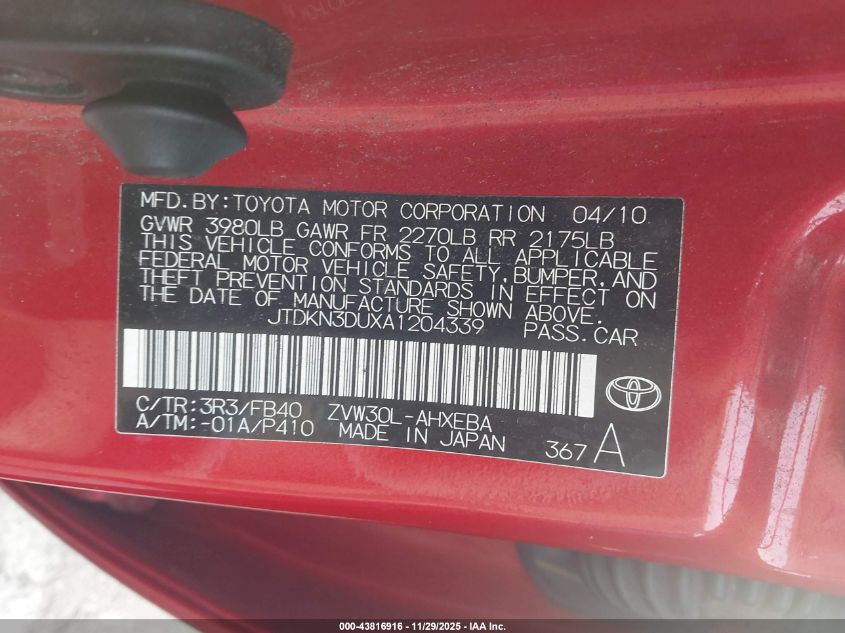 MFD.BY:TOYOTA MOTOR CORPORATION 04/10
GVWR 3980LB GAWR FR 2270LB RR 2175LB
THIS VEHICLE CONFORMS TO ALL APPLICABLE
FEDERAL MOTOR VEHICLE SAFETY,BUMPER,AND
THEFT PREVENTION STANDARDS IN EFFECT ON
THE DATE OF MANUFACTURE SHOWN ABOVE.
JTDKN3DUXA1204339 PASS.CAR
C/TR:3R3/FB40 ZVW30L-AHXEBA
A/TM:-01A/P410 MADE IN JAPAN 367A
TOYOTA
000-43816916 - 11/29/2025 - IAA Inc.